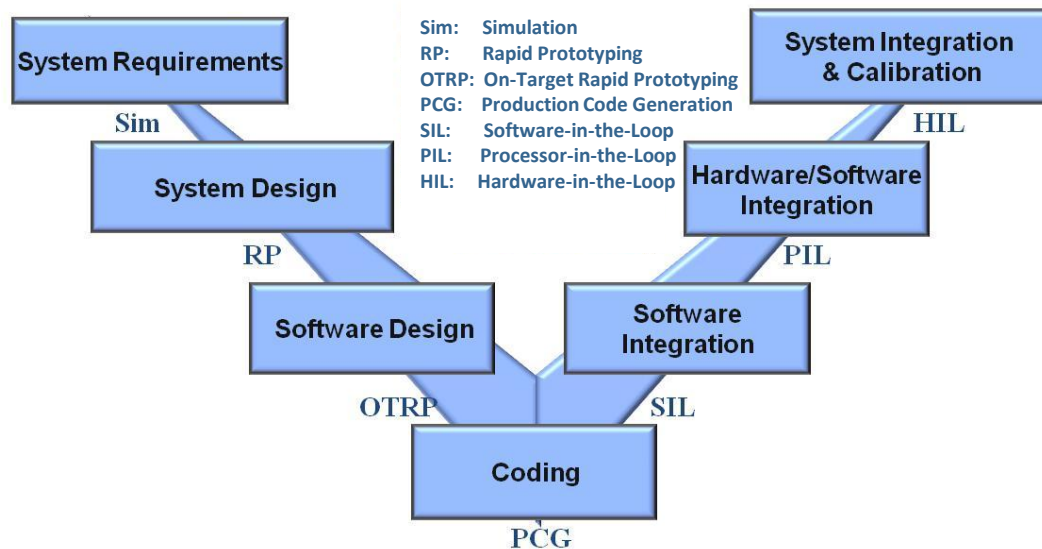 System Requirements
Sim: Simulation
RP: Rapid Prototyping
OTRP: On-Target Rapid Prototyping
PCG: Production Code Generation
SIL: Software-in-the-Loop
PIL: Processor-in-the-Loop
HIL: Hardware-in-the-Loop
System Integration
& Calibration
Sim
HIL
System Design
Hardware/Software
Integration
RP
PIL
Software Design
Software
Integration
OTRP
SIL
Coding
PCG